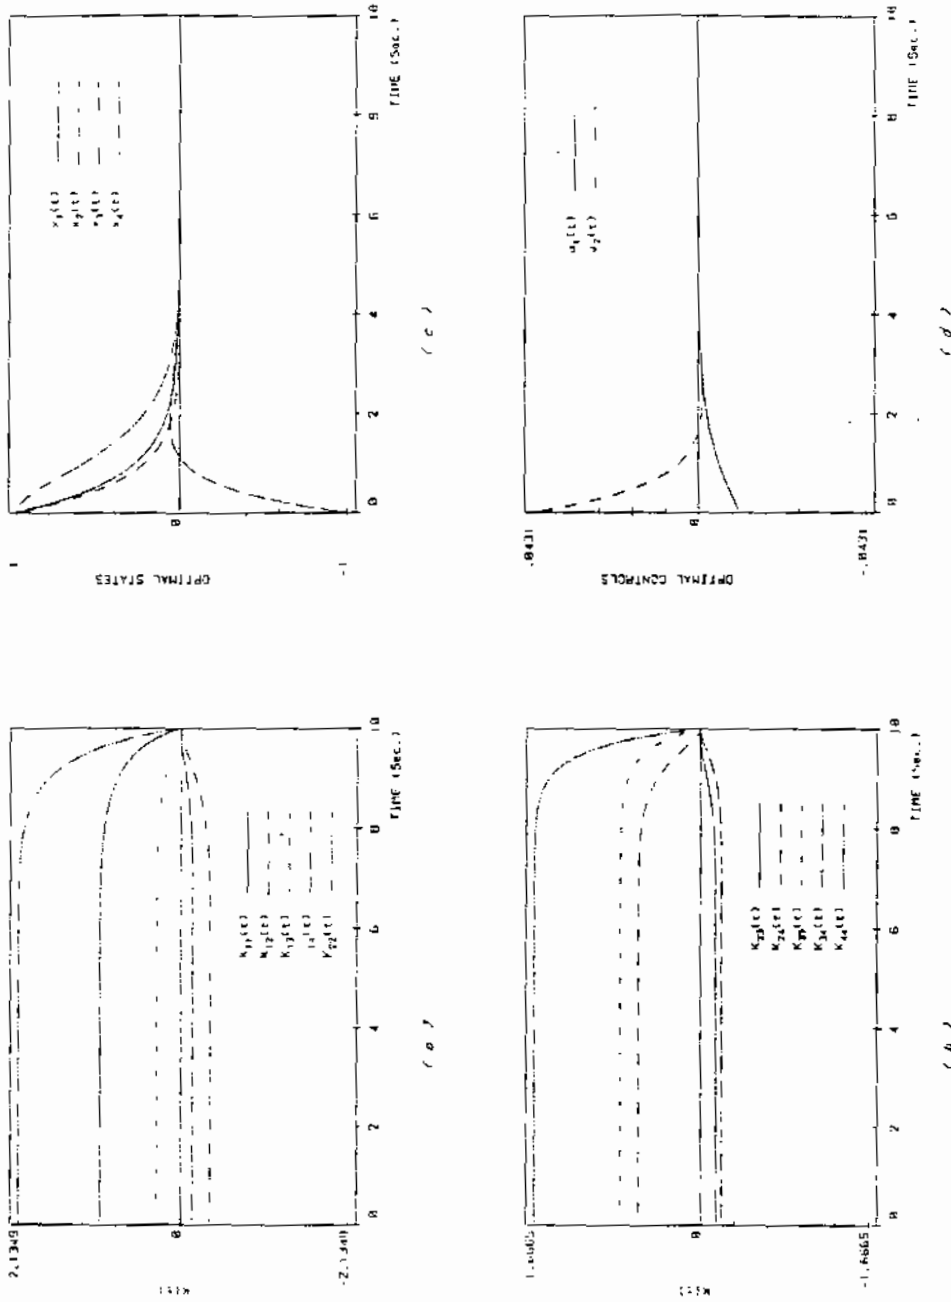 2.1349
0
-2.1349
K(t)
0
2
4
6
8
10
TIME (Sec.)
K₁₁(t)
K₁₂(t)
K₁₃(t)
14(t)
K₂₂(t)
1
0
-1
OPTIMAL STATES
0
2
4
6
10
TIME (Sec.)
x₁(t)
x₂(t)
x₃(t)
x₄(t)
(c)
1.6665
0
-1.6665
K(t)
0
2
4
6
8
10
TIME (Sec.)
K₂₃(t)
K₂₄(t)
K₃₄(t)
K₄₄(t)
(b)
.0431
0
-.0431
OPTIMAL CONTROLS
0
2
4
6
8
10
TIME (Sec.)
u₁(t)
u₂(t)
(d)